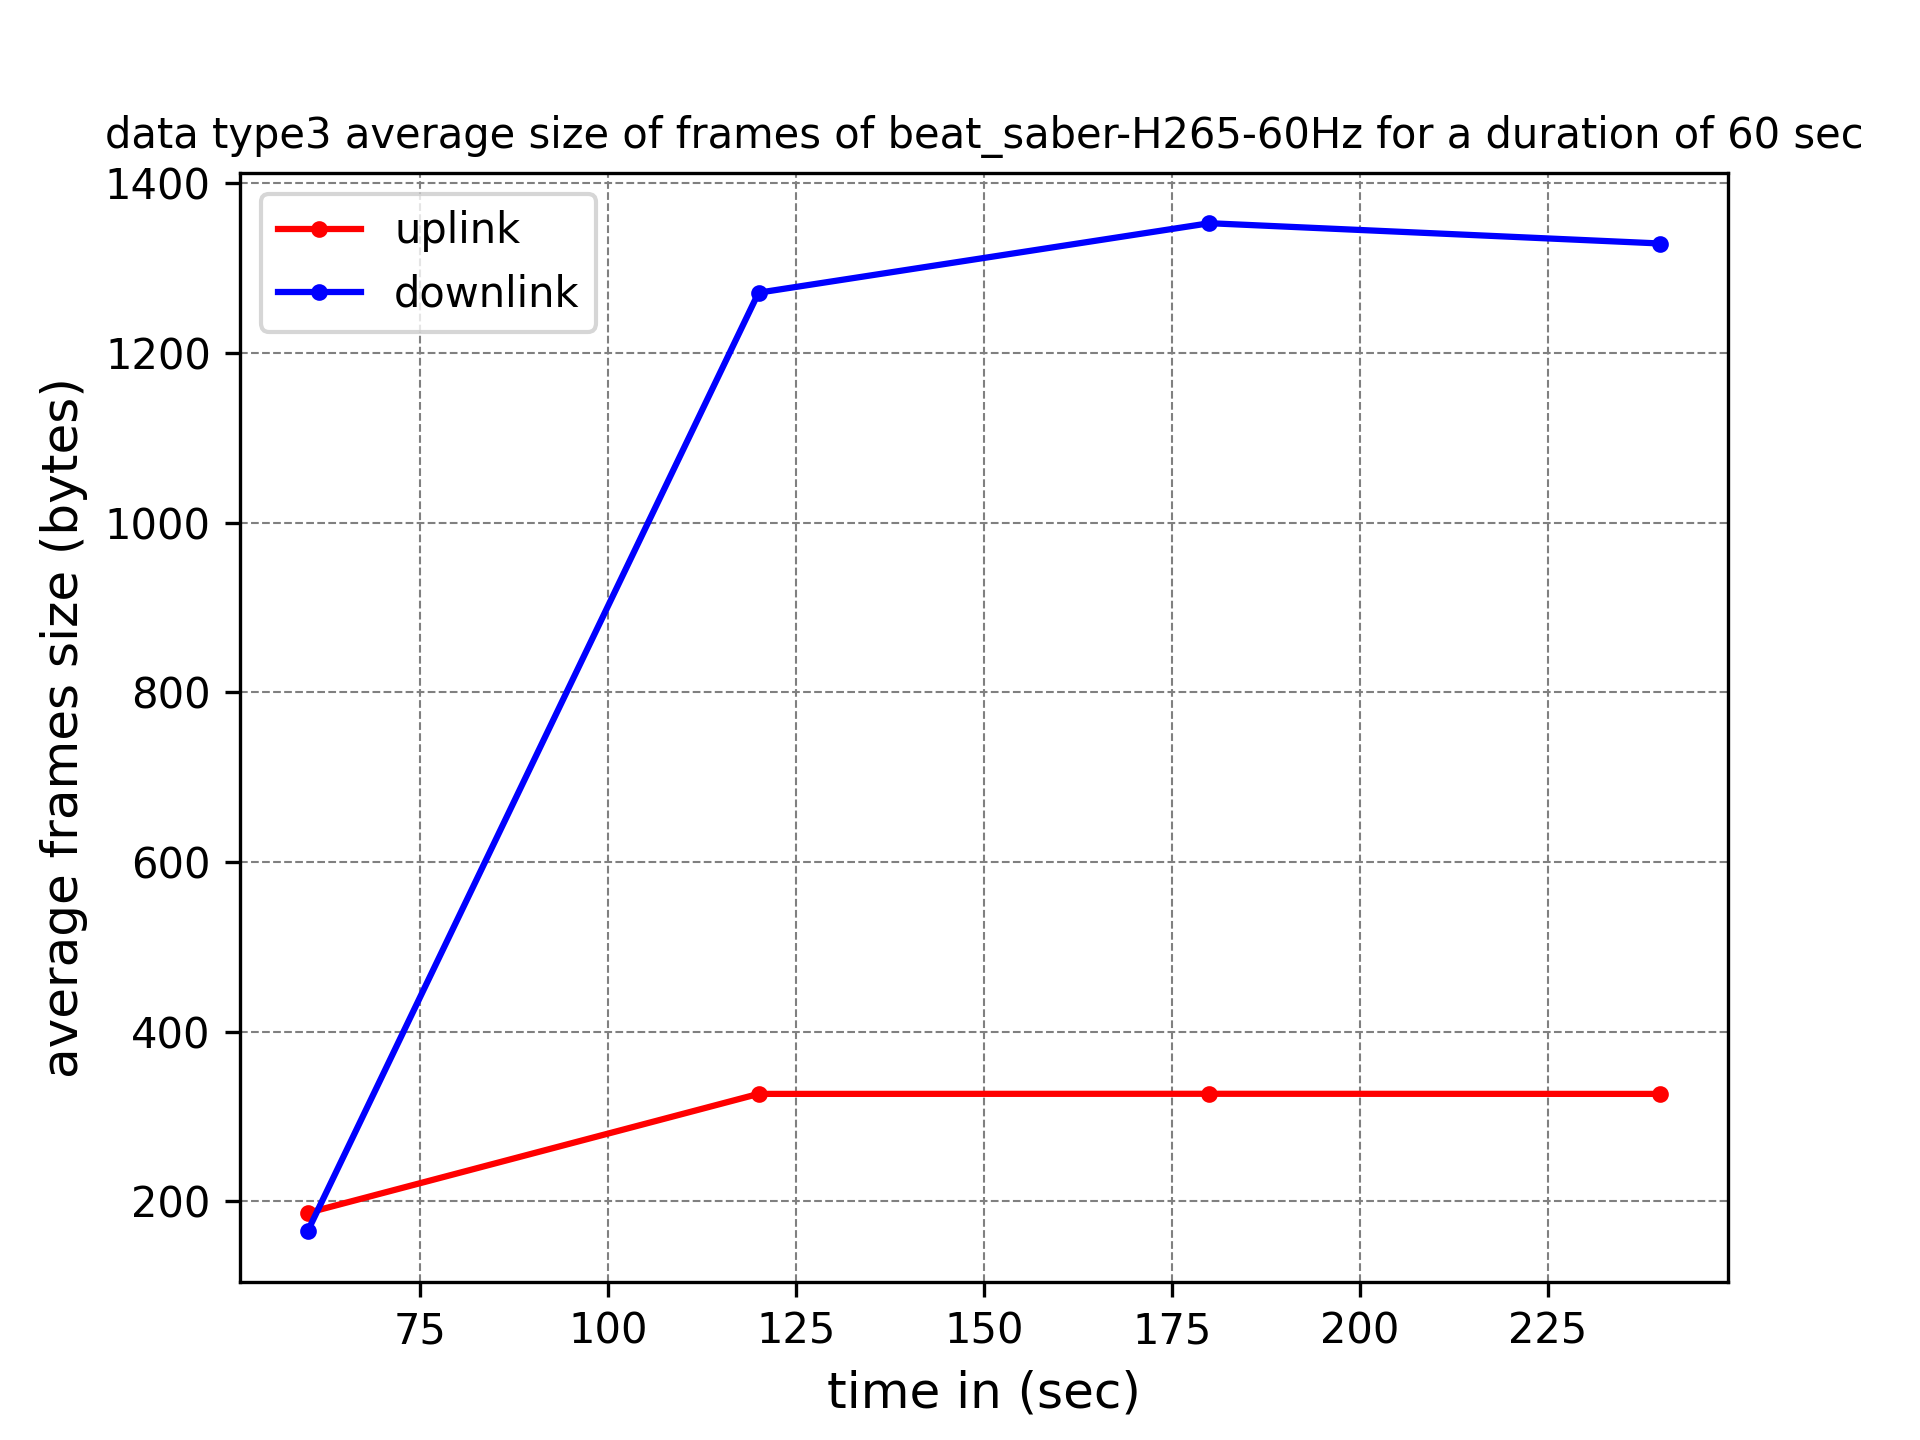 data type3 average size of frames of beat_saber-H265-60Hz for a duration of 60 sec
uplink
downlink
average frames size (bytes)
1400
1200
1000
800
600
400
200
75 100 125 150 175 200 225
time in (sec)